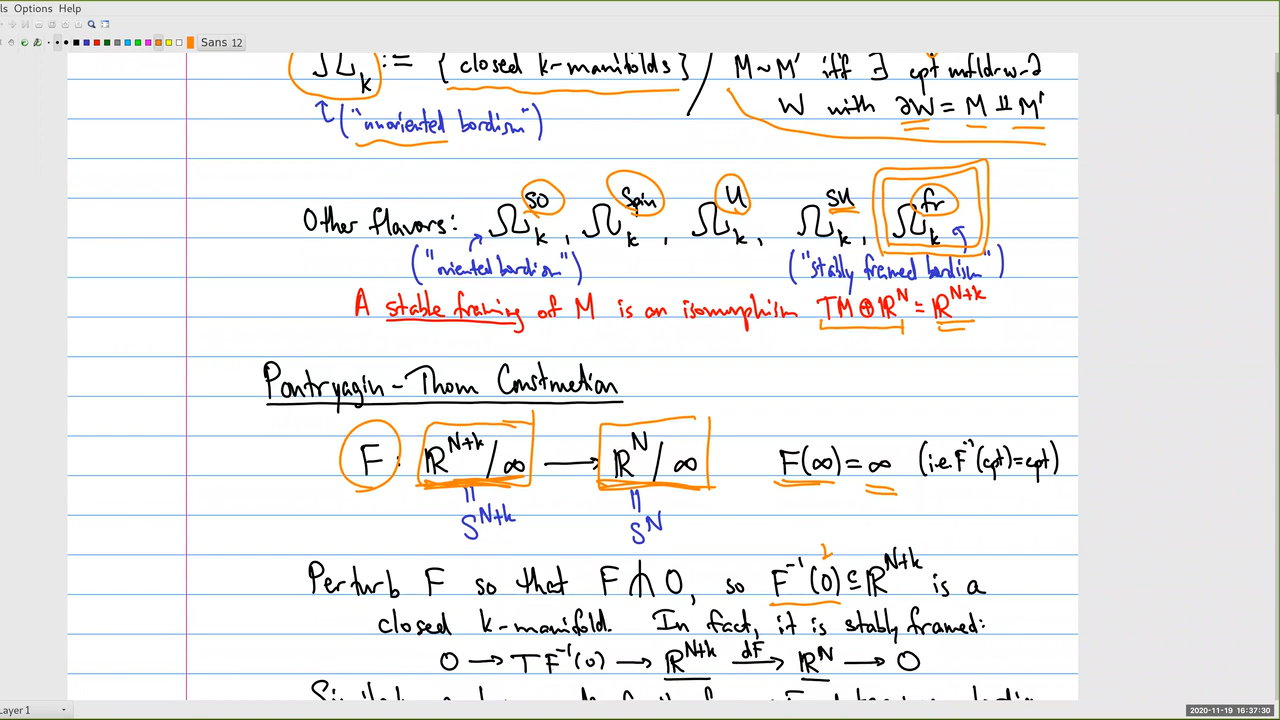 ls Options Help
Sans 12
Ω_k := { closed k-manifolds } / M ~ M' iff ∃ cpt mfld-w-∂
W with ∂W = M ⨿ M'
("unoriented bordism")
Other flavors: Ω_k^{SO}, Ω_k^{Spin}, Ω_k^{U}, Ω_k^{SU}, Ω_k^{fr}
("oriented bordism") ("stably framed bordism")
A stable framing of M is an isomorphism TM ⊕ ℝ^N = ℝ^{N+k}
Pontryagin-Thom Construction
F: ℝ^{N+k}/∞ → ℝ^N/∞ F(∞) = ∞ (i.e. F^{-1}(cpt)=cpt)
= S^{N+k} = S^N
Perturb F so that F ⋔ 0, so F^{-1}(0) ⊆ ℝ^{N+k} is a
closed k-manifold. In fact, it is stably framed:
0 → TF^{-1}(0) → ℝ^{N+k} \xrightarrow{dF} ℝ^N → 0
Layer 1
2020-11-19 16:37:30